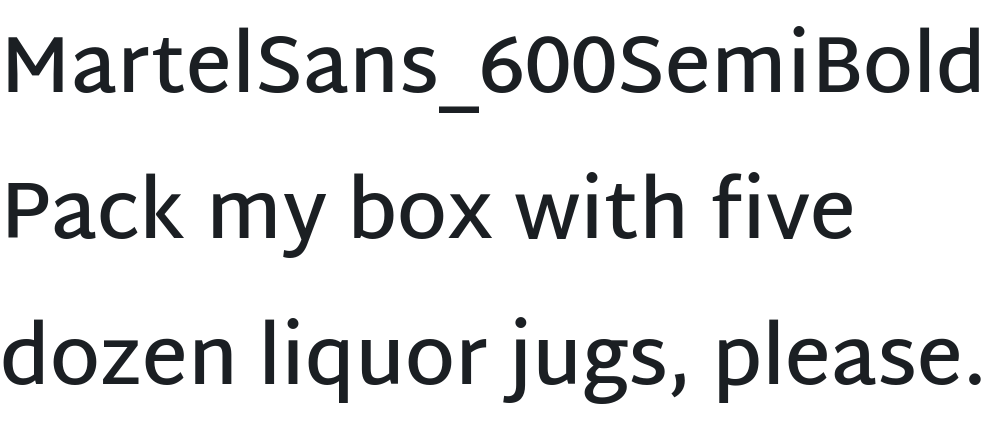 MartelSans_600SemiBold
Pack my box with five
dozen liquor jugs, please.